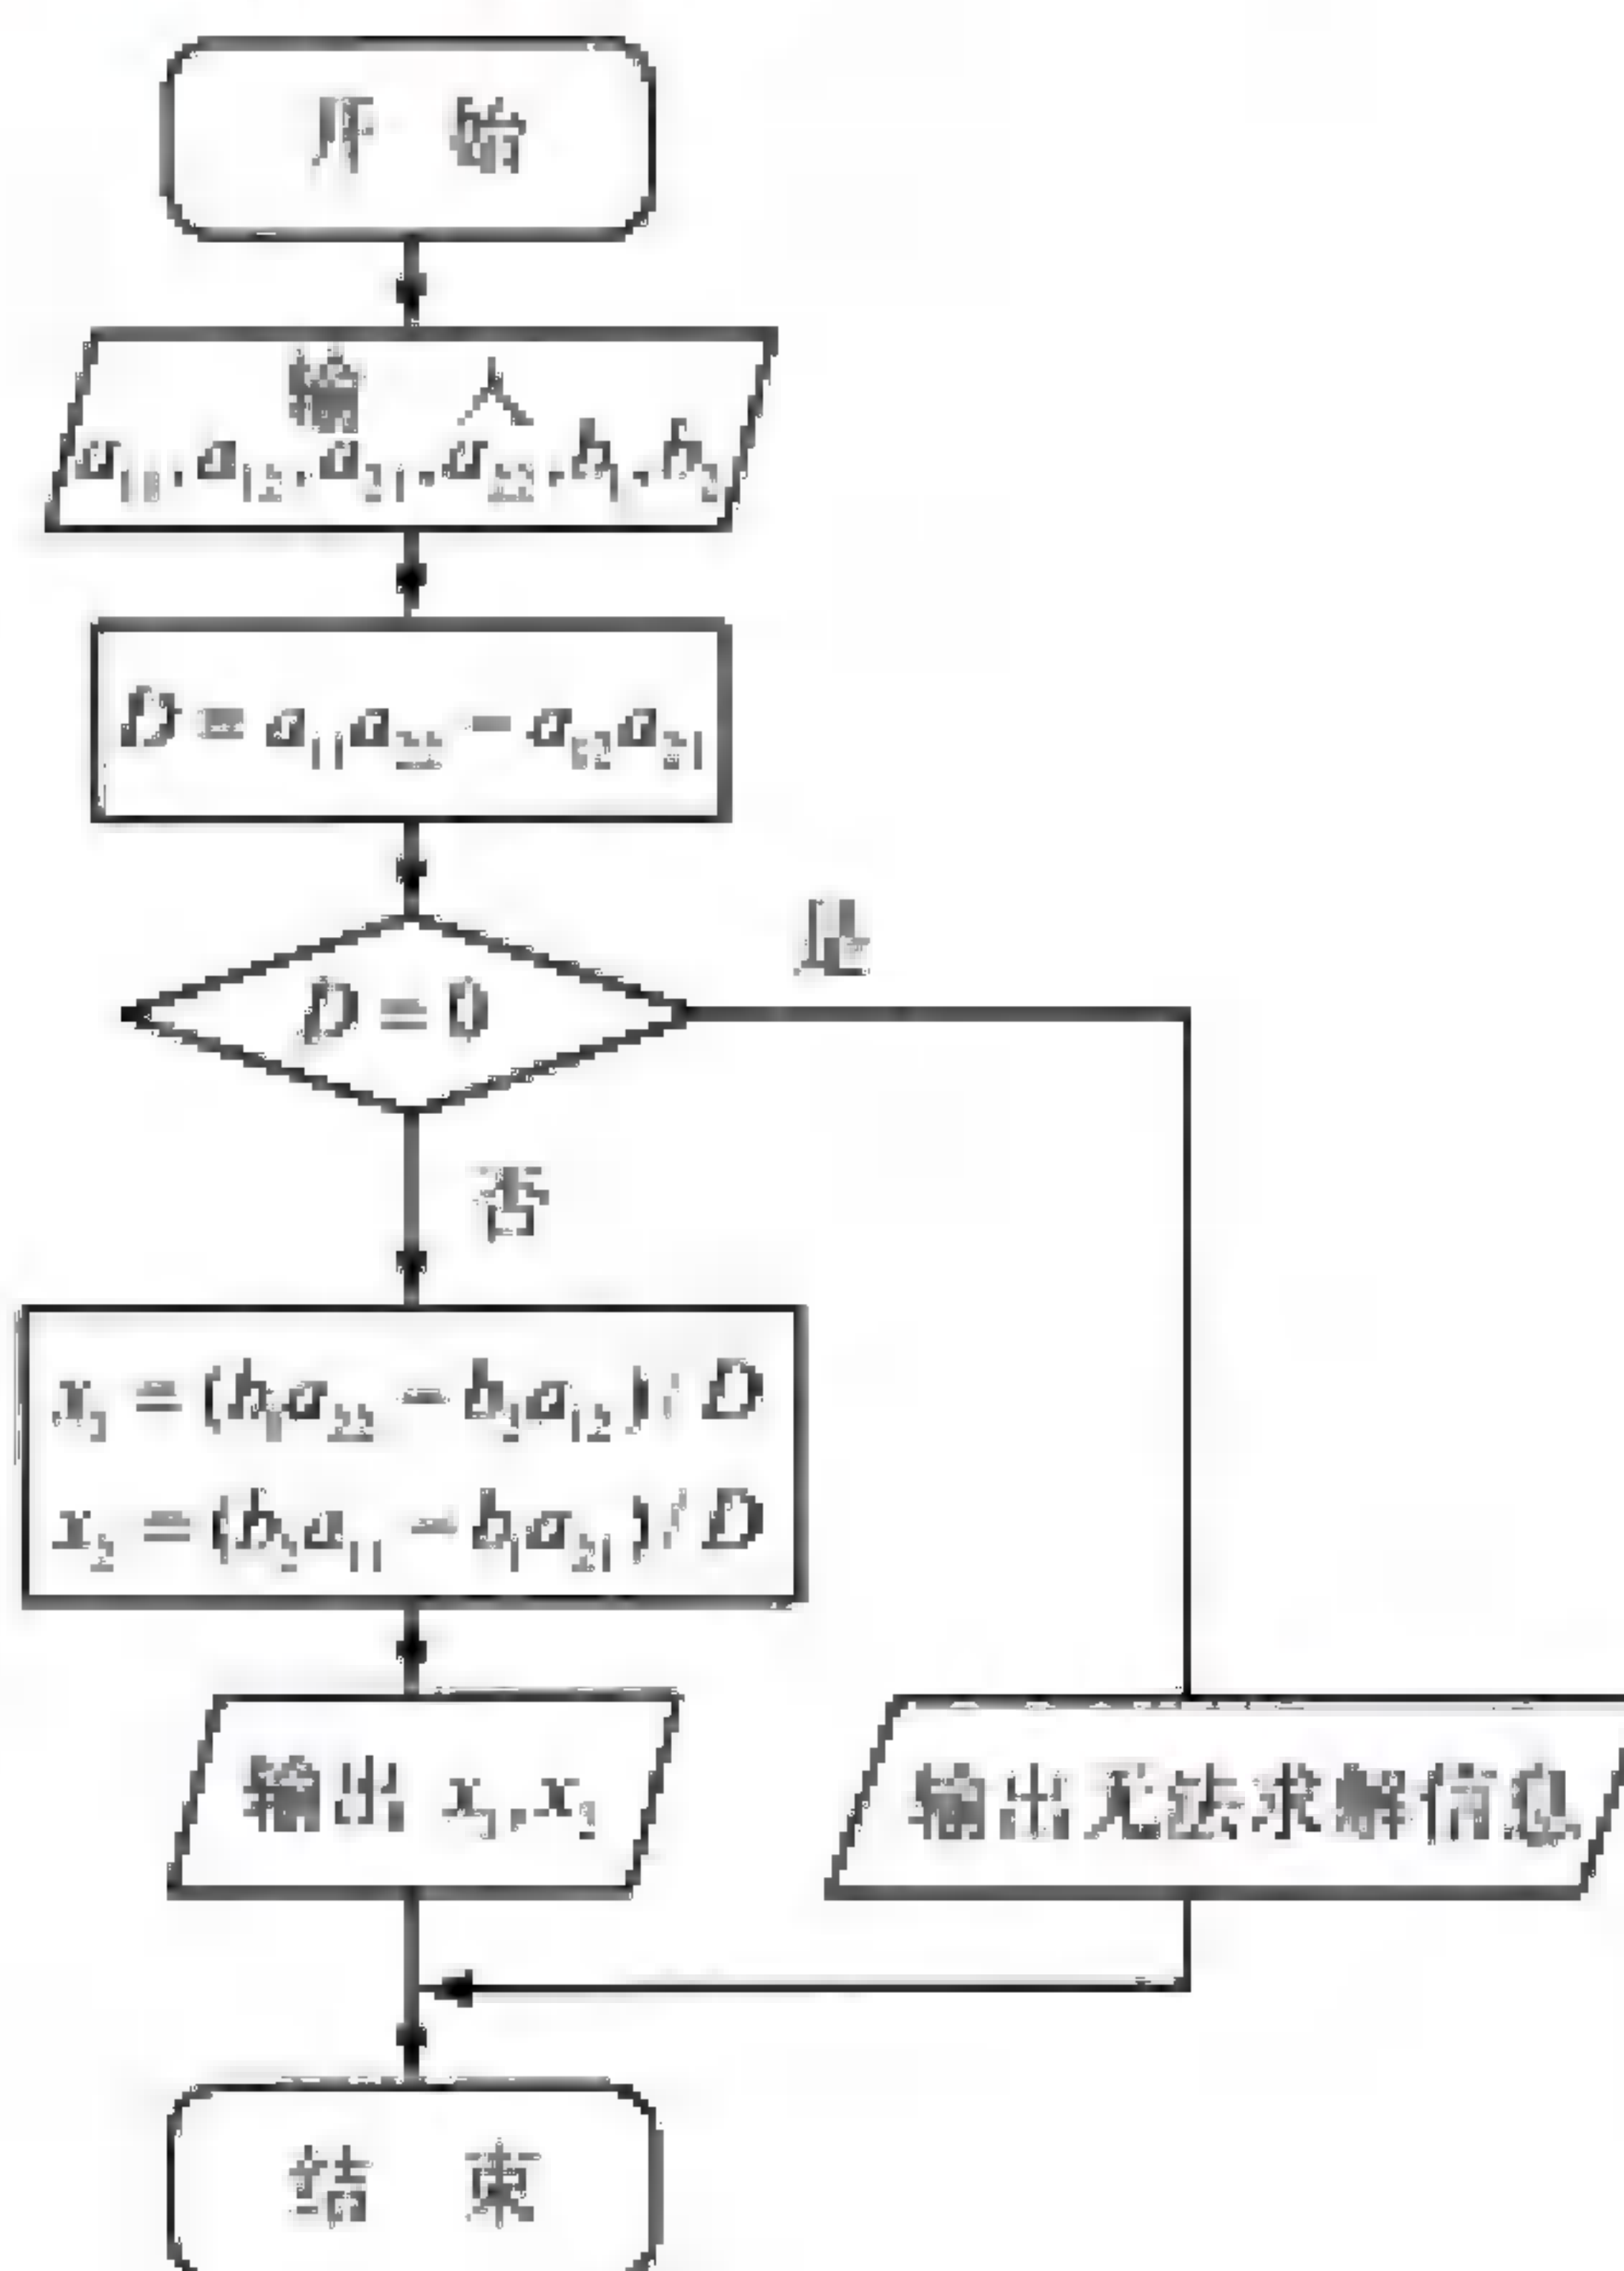 开 始
输 入
a₁₁,a₁₂,a₂₁,a₂₂,b₁,b₂
D = a₁₁a₂₂ - a₁₂a₂₁
D = 0
是
否
x₁ = (b₁a₂₂ - b₂a₁₂) / D
x₂ = (b₂a₁₁ - b₁a₂₁) / D
输出 x₁,x₂
输出无法求解信息
结 束